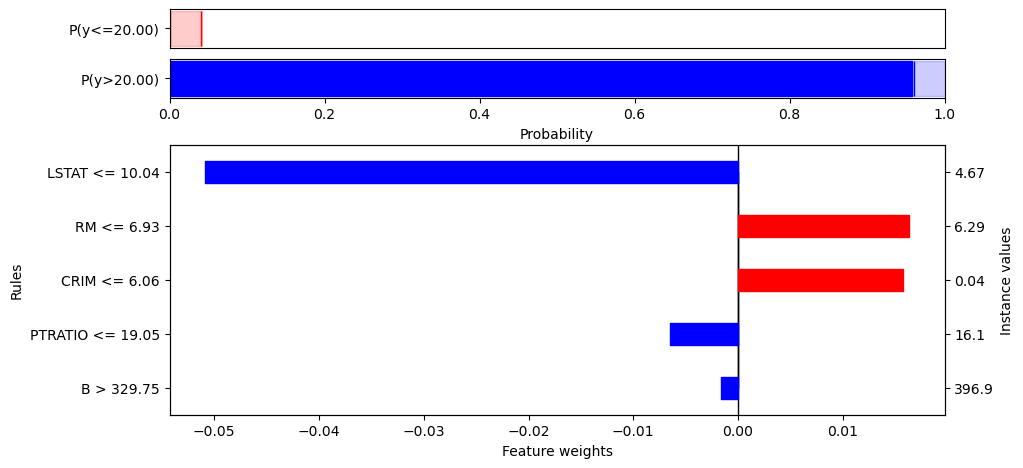 P(y<=20.00)
P(y>20.00)
0.0 0.2 0.4 0.6 0.8 1.0
Probability
LSTAT <= 10.04 4.67
RM <= 6.93 6.29
CRIM <= 6.06 0.04
PTRATIO <= 19.05 16.1
B > 329.75 396.9
Rules
Instance values
−0.05 −0.04 −0.03 −0.02 −0.01 0.00 0.01
Feature weights